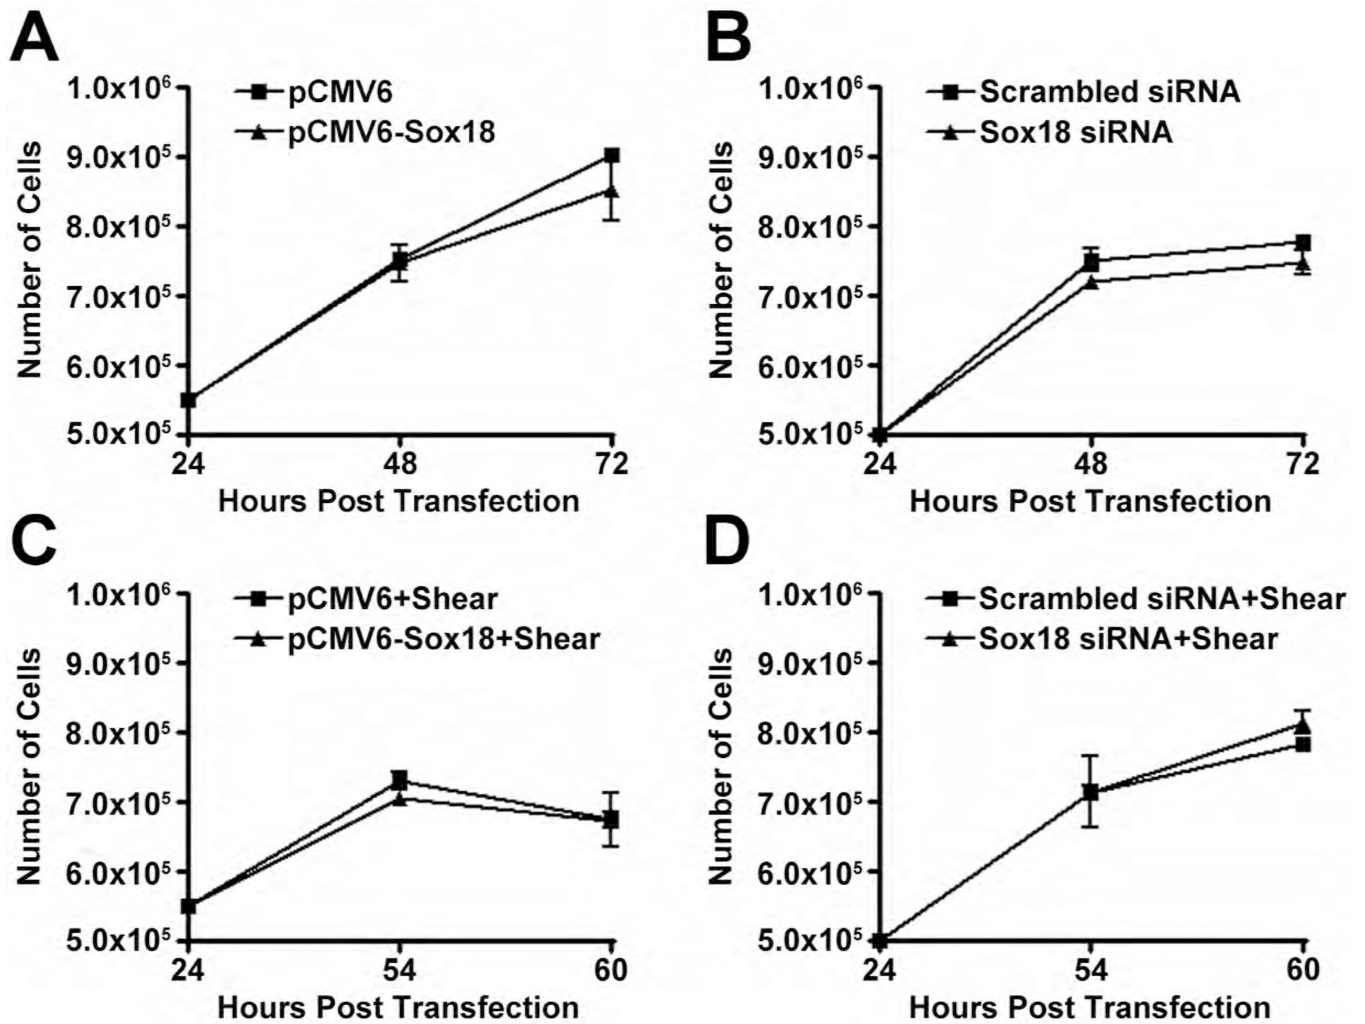 A
1.0x10⁶
9.0x10⁵
8.0x10⁵
7.0x10⁵
6.0x10⁵
5.0x10⁵
Number of Cells
pCMV6
pCMV6-Sox18
24 48 72
Hours Post Transfection
B
1.0x10⁶
9.0x10⁵
8.0x10⁵
7.0x10⁵
6.0x10⁵
5.0x10⁵
Number of Cells
Scrambled siRNA
Sox18 siRNA
24 48 72
Hours Post Transfection
C
1.0x10⁶
9.0x10⁵
8.0x10⁵
7.0x10⁵
6.0x10⁵
5.0x10⁵
Number of Cells
pCMV6+Shear
pCMV6-Sox18+Shear
24 54 60
Hours Post Transfection
D
1.0x10⁶
9.0x10⁵
8.0x10⁵
7.0x10⁵
6.0x10⁵
5.0x10⁵
Number of Cells
Scrambled siRNA+Shear
Sox18 siRNA+Shear
24 54 60
Hours Post Transfection